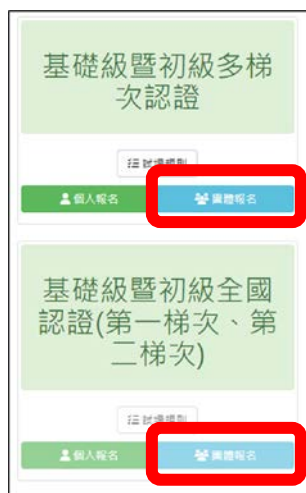 基礎級暨初級多梯
次認證
試場規則
個人報名
團體報名
基礎級暨初級全國
認證(第一梯次、第
二梯次)
試場規則
個人報名
團體報名